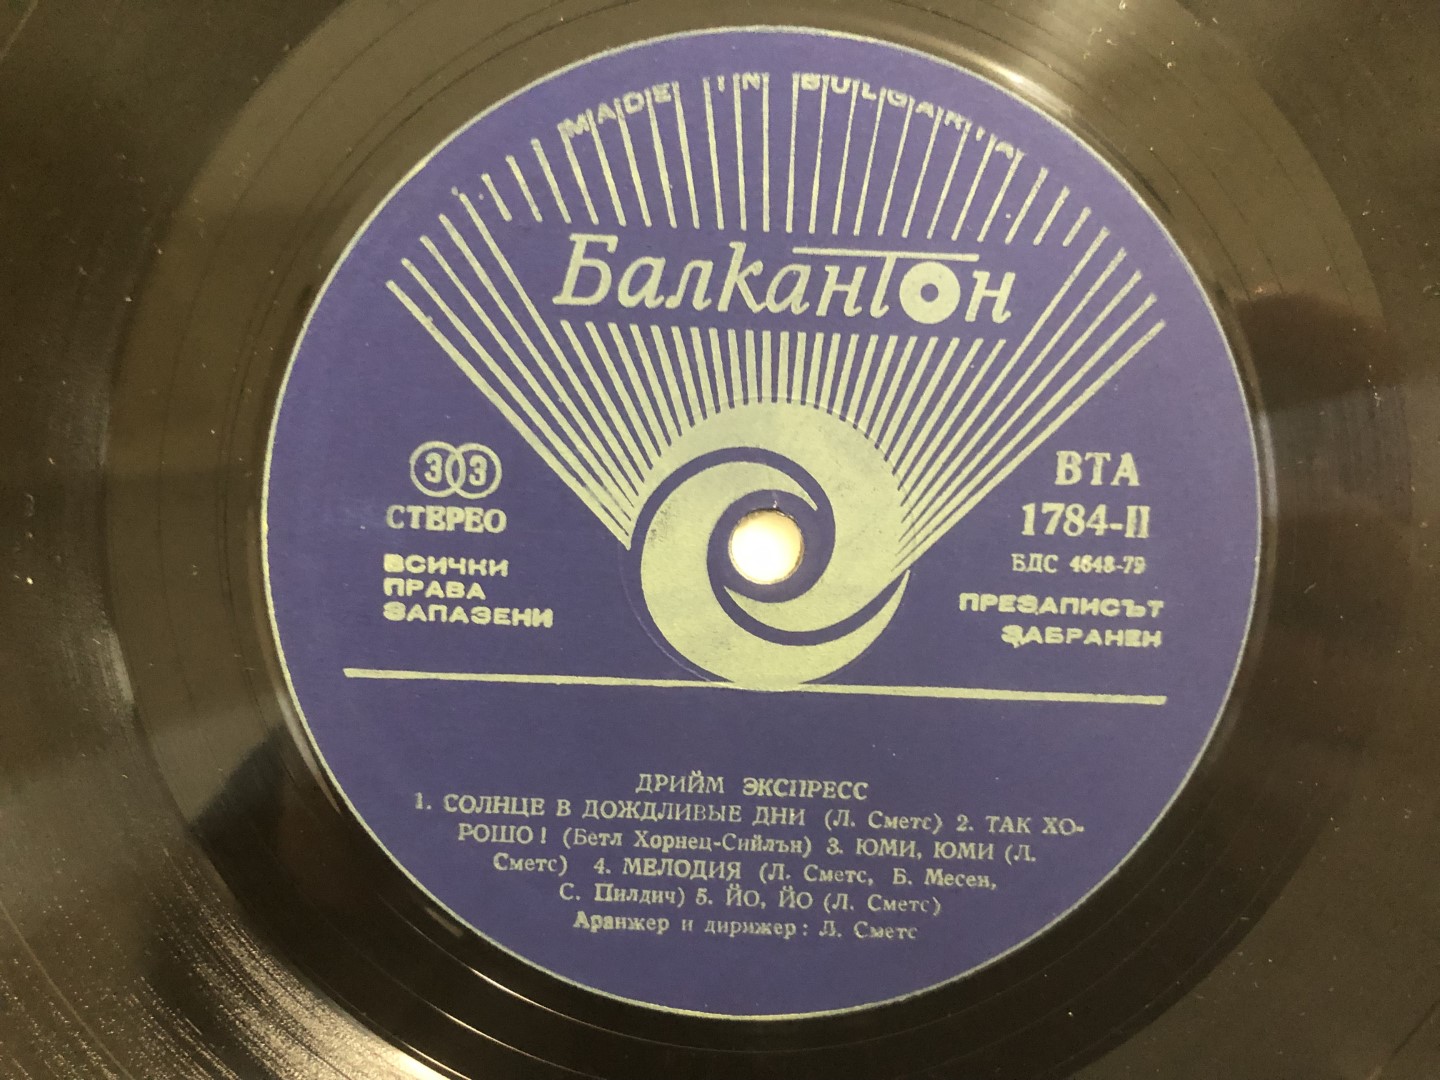 MADE IN BULGARIA
Балкантон
33
СТЕРЕО
ВСИЧКИ
ПРАВА
ЗАПАЗЕНИ
ВТА
1784-II
БДС 4648-79
ПРЕЗАПИСЪТ
ЗАБРАНЕН
ДРИЙМ ЭКСПРЕСС
1. СОЛНЦЕ В ДОЖДЛИВЫЕ ДНИ (Л. Сметс) 2. ТАК ХО-
РОШО! (Бетл Хорнец-Сийлън) 3. ЮМИ, ЮМИ (Л.
Сметс) 4. МЕЛОДИЯ (Л. Сметс, Б. Месен,
С. Пилдич) 5. ЙО, ЙО (Л. Сметс)
Аранжер и дирижер: Л. Сметс